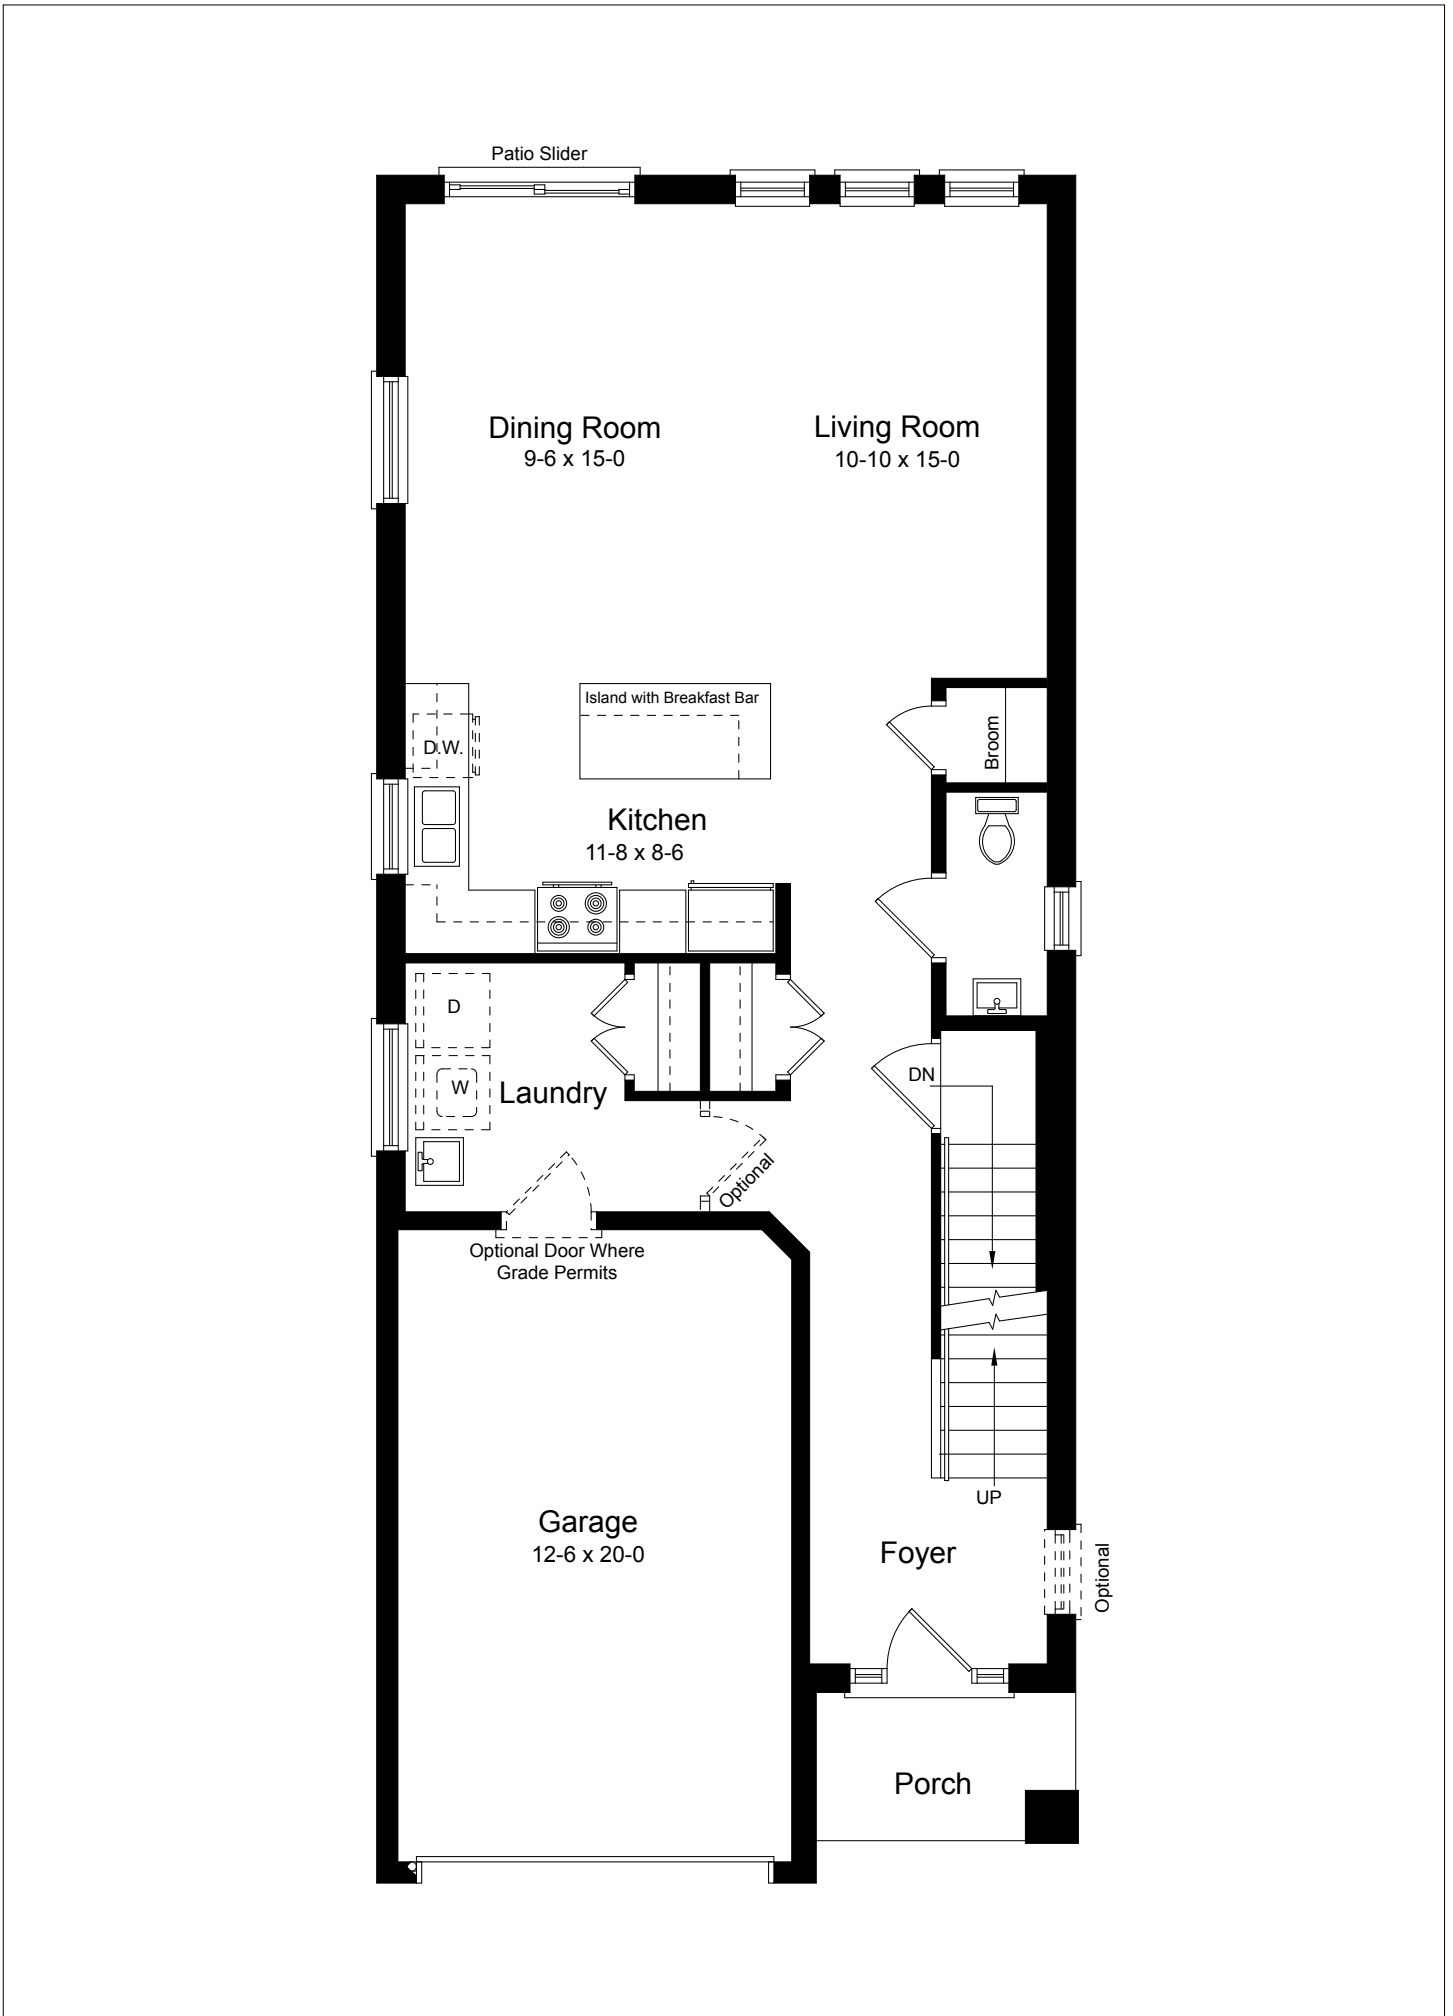 Patio Slider
Dining Room
9-6 x 15-0
Living Room
10-10 x 15-0
Island with Breakfast Bar
D.W.
Broom
Kitchen
11-8 x 8-6
D
W
Laundry
DN
Optional
Optional Door Where
Grade Permits
UP
Garage
12-6 x 20-0
Foyer
Optional
Porch